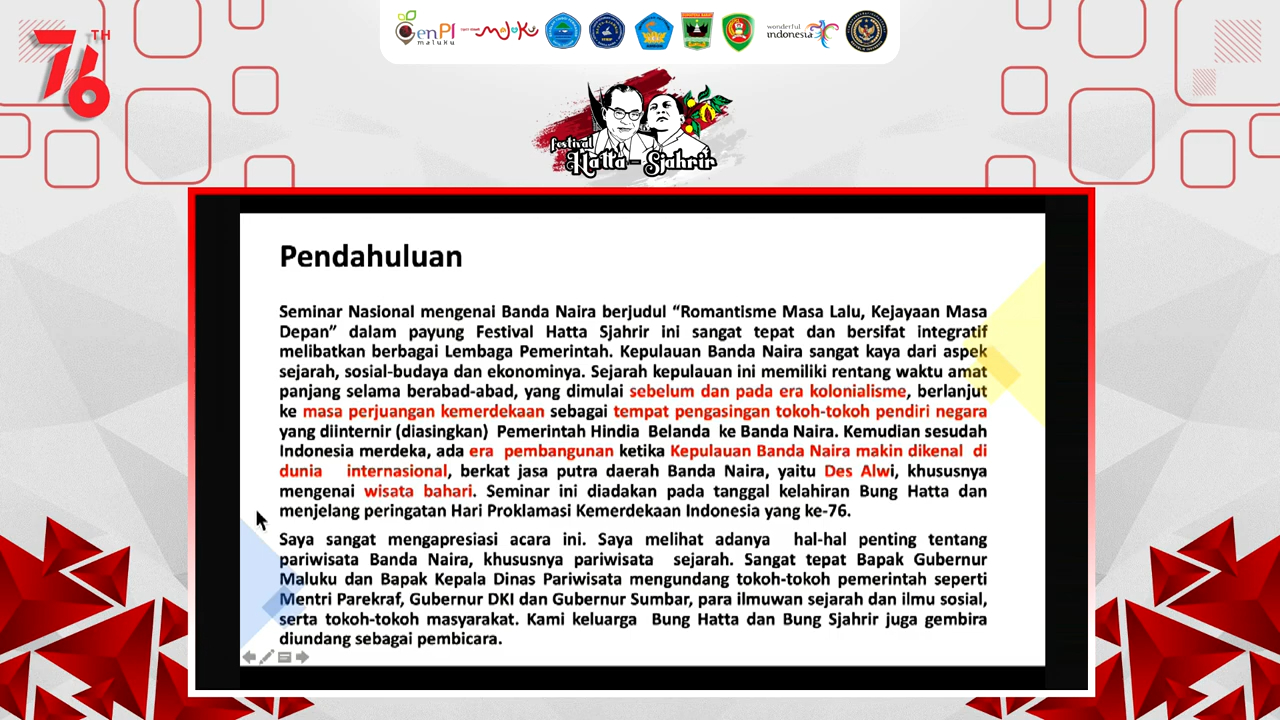 76TH
GenPI
maluku
Maluku
wonderful
indonesia
festival
Hatta - Sjahrir
Pendahuluan
Seminar Nasional mengenai Banda Naira berjudul “Romantisme Masa Lalu, Kejayaan Masa
Depan” dalam payung Festival Hatta Sjahrir ini sangat tepat dan bersifat integratif
melibatkan berbagai Lembaga Pemerintah. Kepulauan Banda Naira sangat kaya dari aspek
sejarah, sosial-budaya dan ekonominya. Sejarah kepulauan ini memiliki rentang waktu amat
panjang selama berabad-abad, yang dimulai sebelum dan pada era kolonialisme, berlanjut
ke masa perjuangan kemerdekaan sebagai tempat pengasingan tokoh-tokoh pendiri negara
yang diinternir (diasingkan) Pemerintah Hindia Belanda ke Banda Naira. Kemudian sesudah
Indonesia merdeka, ada era pembangunan ketika Kepulauan Banda Naira makin dikenal di
dunia internasional, berkat jasa putra daerah Banda Naira, yaitu Des Alwi, khususnya
mengenai wisata bahari. Seminar ini diadakan pada tanggal kelahiran Bung Hatta dan
menjelang peringatan Hari Proklamasi Kemerdekaan Indonesia yang ke-76.
Saya sangat mengapresiasi acara ini. Saya melihat adanya hal-hal penting tentang
pariwisata Banda Naira, khususnya pariwisata sejarah. Sangat tepat Bapak Gubernur
Maluku dan Bapak Kepala Dinas Pariwisata mengundang tokoh-tokoh pemerintah seperti
Mentri Parekraf, Gubernur DKI dan Gubernur Sumbar, para ilmuwan sejarah dan ilmu sosial,
serta tokoh-tokoh masyarakat. Kami keluarga Bung Hatta dan Bung Sjahrir juga gembira
diundang sebagai pembicara.